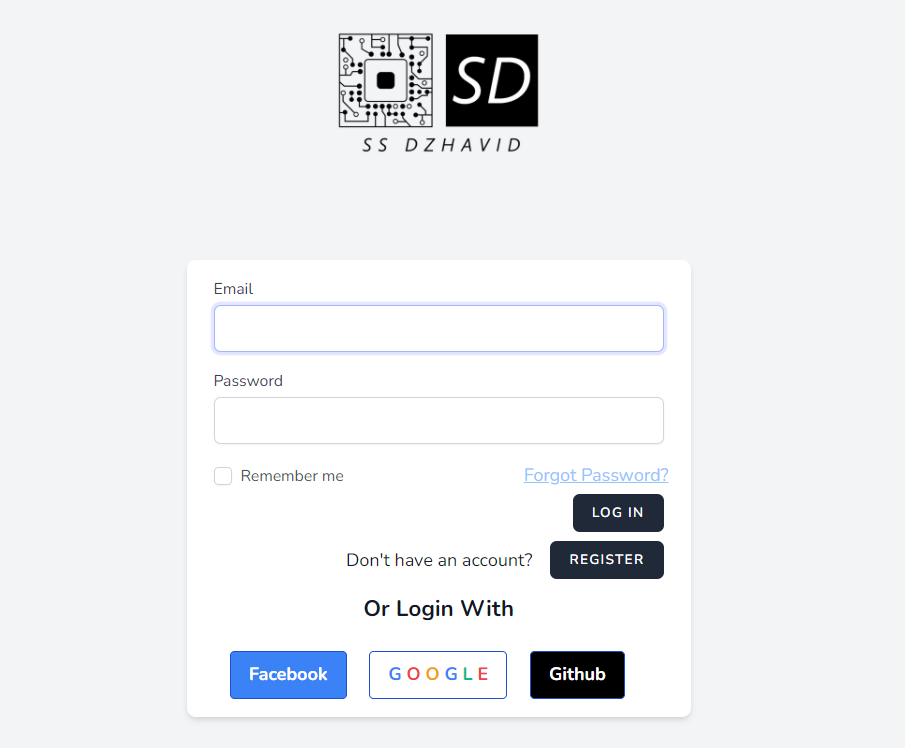 SD
SS DZHAVID
Email
Password
Remember me Forgot Password?
LOG IN
Don't have an account? REGISTER
Or Login With
Facebook GOOGLE Github